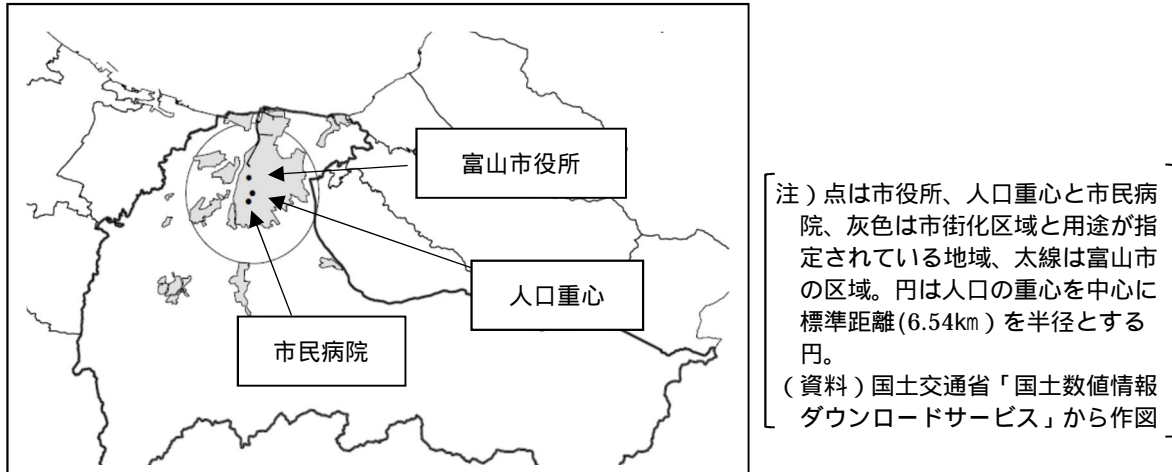 富山市役所
人口重心
市民病院
注)点は市役所、人口重心と市民病
院、灰色は市街化区域と用途が指
定されている地域、太線は富山市
の区域。円は人口の重心を中心に
標準距離(6.54㎞)を半径とする
円。
(資料)国土交通省「国土数値情報
ダウンロードサービス」から作図